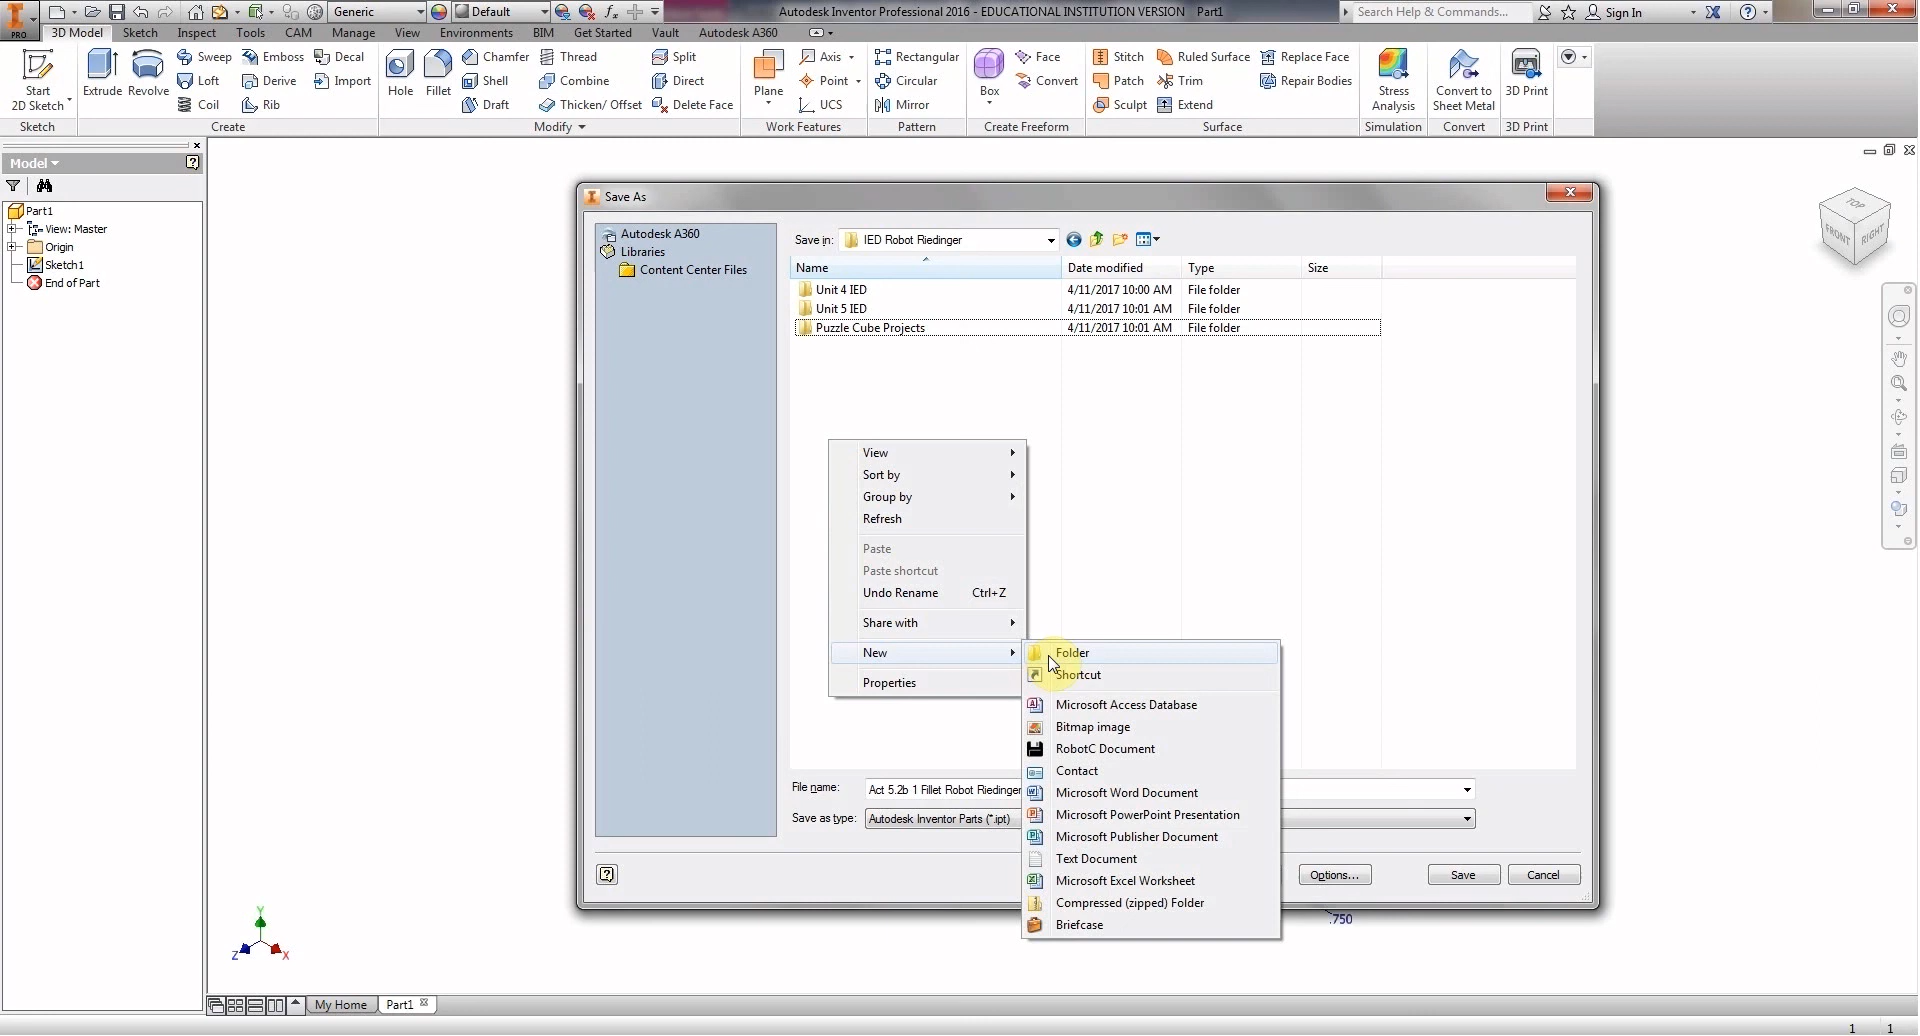 Generic
Default
Autodesk Inventor Professional 2016 - EDUCATIONAL INSTITUTION VERSION Part1
Search Help & Commands...
Sign In
PRO
3D Model Sketch Inspect Tools CAM Manage View Environments BIM Get Started Vault Autodesk A360
Start
2D Sketch
Extrude
Revolve
Sweep
Loft
Coil
Emboss
Derive
Rib
Decal
Import
Hole
Fillet
Chamfer
Shell
Draft
Thread
Combine
Thicken/ Offset
Split
Direct
Delete Face
Plane
Axis
Point
UCS
Rectangular
Circular
Mirror
Box
Face
Convert
Stitch
Patch
Sculpt
Ruled Surface
Trim
Extend
Replace Face
Repair Bodies
Stress
Analysis
Convert to
Sheet Metal
3D Print
Sketch Create Modify Work Features Pattern Create Freeform Surface Simulation Convert 3D Print
Model
Part1
View: Master
Origin
Sketch1
End of Part
TOP
FRONT
RIGHT
Save As
Autodesk A360
Libraries
Content Center Files
Save in: IED Robot Riedinger
Name Date modified Type Size
Unit 4 IED 4/11/2017 10:00 AM File folder
Unit 5 IED 4/11/2017 10:01 AM File folder
Puzzle Cube Projects 4/11/2017 10:01 AM File folder
View
Sort by
Group by
Refresh
Paste
Paste shortcut
Undo Rename Ctrl+Z
Share with
New
Properties
Folder
Shortcut
Microsoft Access Database
Bitmap image
RobotC Document
Contact
Microsoft Word Document
Microsoft PowerPoint Presentation
Microsoft Publisher Document
Text Document
Microsoft Excel Worksheet
Compressed (zipped) Folder
Briefcase
File name: Act 5.2b 1 Fillet Robot Riedinger
Save as type: Autodesk Inventor Parts (*.ipt)
Options...
Save
Cancel
.750
Y
Z
X
My Home
Part1
1 1